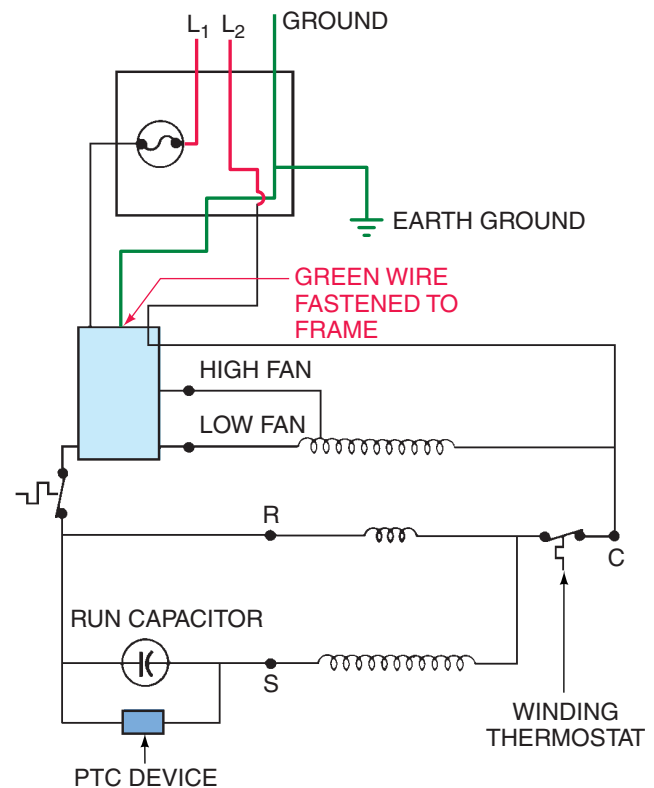 L₁ L₂ GROUND
EARTH GROUND
GREEN WIRE
FASTENED TO
FRAME
HIGH FAN
LOW FAN
R
C
RUN CAPACITOR
S
WINDING
THERMOSTAT
PTC DEVICE